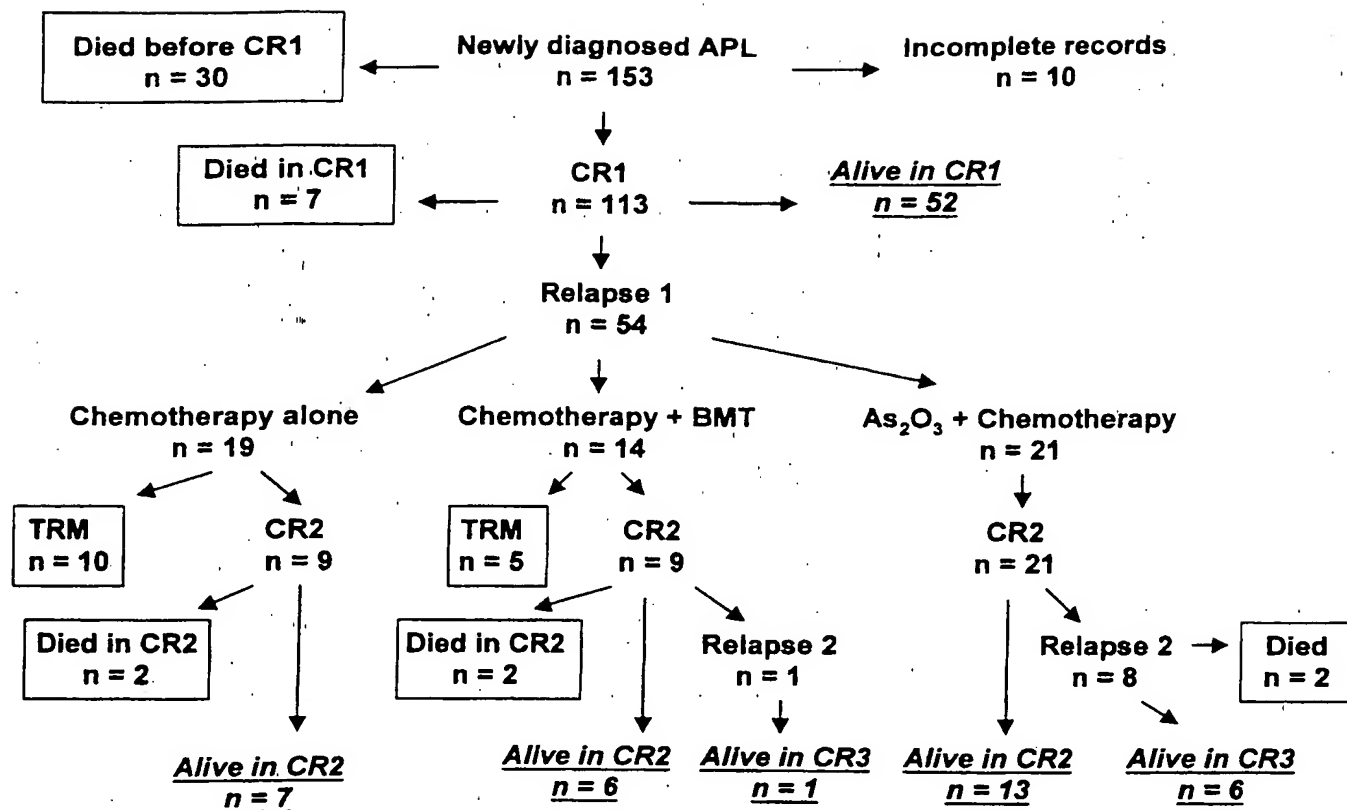 Died before CR1
n = 30
Newly diagnosed APL
n = 153
Incomplete records
n = 10
Died in CR1
n = 7
CR1
n = 113
Alive in CR1
n = 52
Relapse 1
n = 54
Chemotherapy alone
n = 19
Chemotherapy + BMT
n = 14
As₂O₃ + Chemotherapy
n = 21
TRM
n = 10
CR2
n = 9
TRM
n = 5
CR2
n = 9
CR2
n = 21
Died in CR2
n = 2
Died in CR2
n = 2
Relapse 2
n = 1
Relapse 2
n = 8
Died
n = 2
Alive in CR2
n = 7
Alive in CR2
n = 6
Alive in CR3
n = 1
Alive in CR2
n = 13
Alive in CR3
n = 6